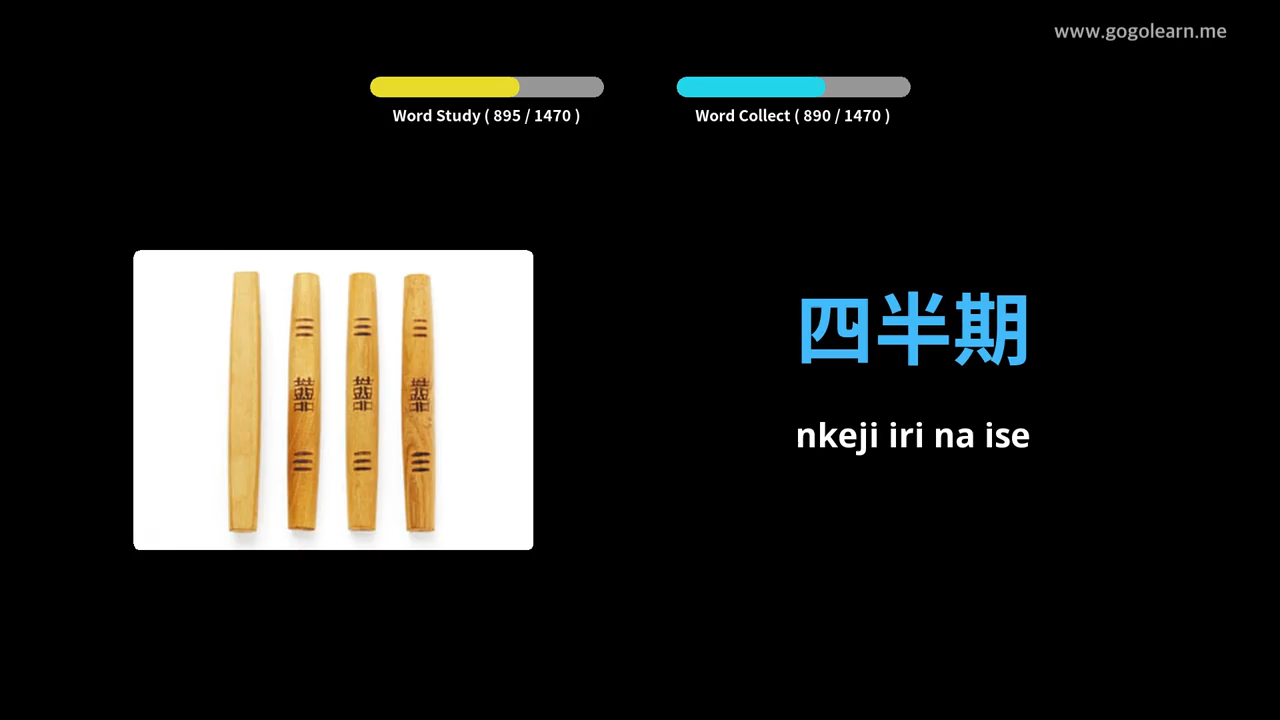 www.gogolearn.me
Word Study ( 895 / 1470 )
Word Collect ( 890 / 1470 )
四半期
nkeji iri na ise